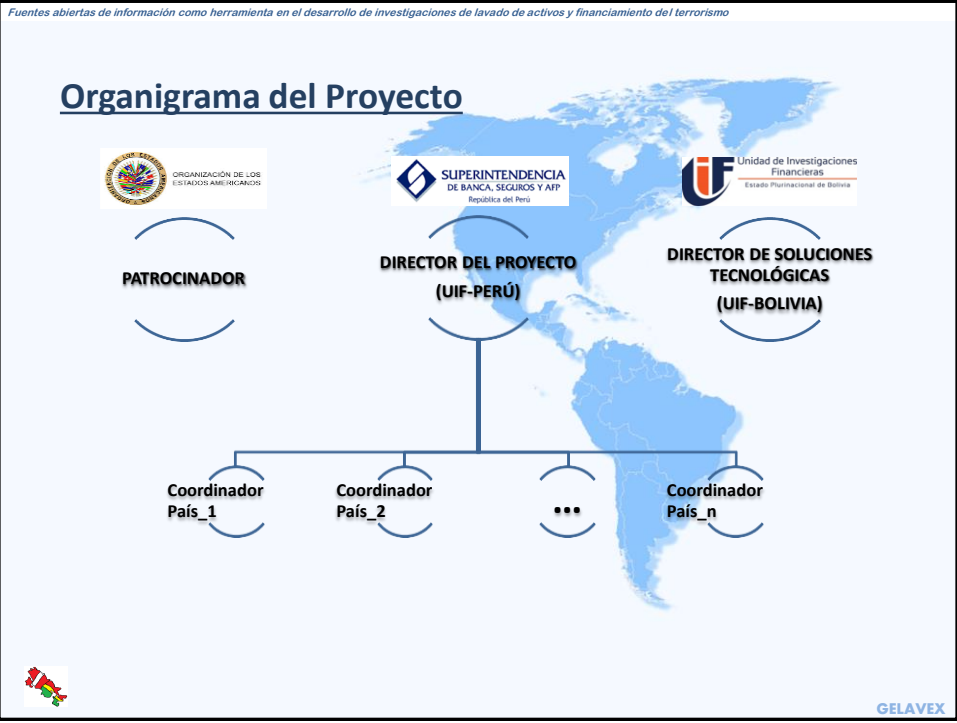 Fuentes abiertas de información como herramienta en el desarrollo de investigaciones de lavado de activos y financiamiento del terrorismo
Organigrama del Proyecto
ORGANIZACIÓN DE LOS
ESTADOS AMERICANOS
SUPERINTENDENCIA
DE BANCA, SEGUROS Y AFP
República del Perú
UIF
Unidad de Investigaciones
Financieras
Estado Plurinacional de Bolivia
PATROCINADOR
DIRECTOR DEL PROYECTO
(UIF-PERÚ)
DIRECTOR DE SOLUCIONES
TECNOLÓGICAS
(UIF-BOLIVIA)
Coordinador
País_1
Coordinador
País_2
...
Coordinador
País_n
GELAVEX